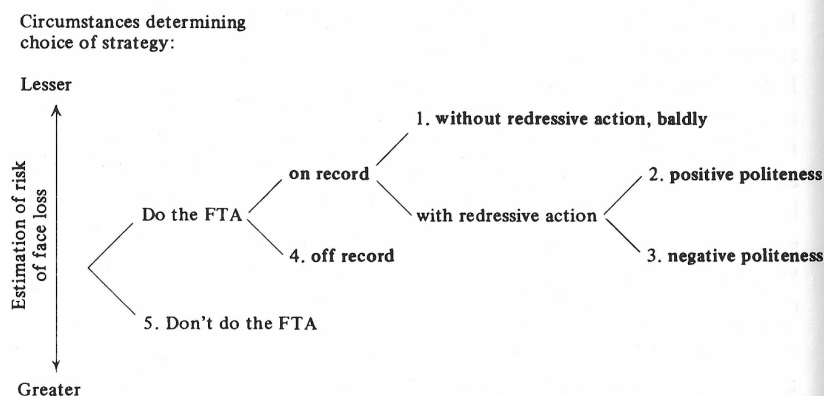 Circumstances determining
choice of strategy:
Lesser
1. without redressive action, baldly
on record
2. positive politeness
Do the FTA
with redressive action
4. off record
3. negative politeness
5. Don't do the FTA
Estimation of risk
of face loss
Greater